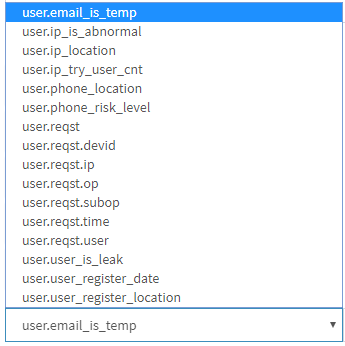 user.email_is_temp
user.ip_is_abnormal
user.ip_location
user.ip_try_user_cnt
user.phone_location
user.phone_risk_level
user.reqst
user.reqst.devid
user.reqst.ip
user.reqst.op
user.reqst.subop
user.reqst.time
user.reqst.user
user.user_is_leak
user.user_register_date
user.user_register_location
user.email_is_temp